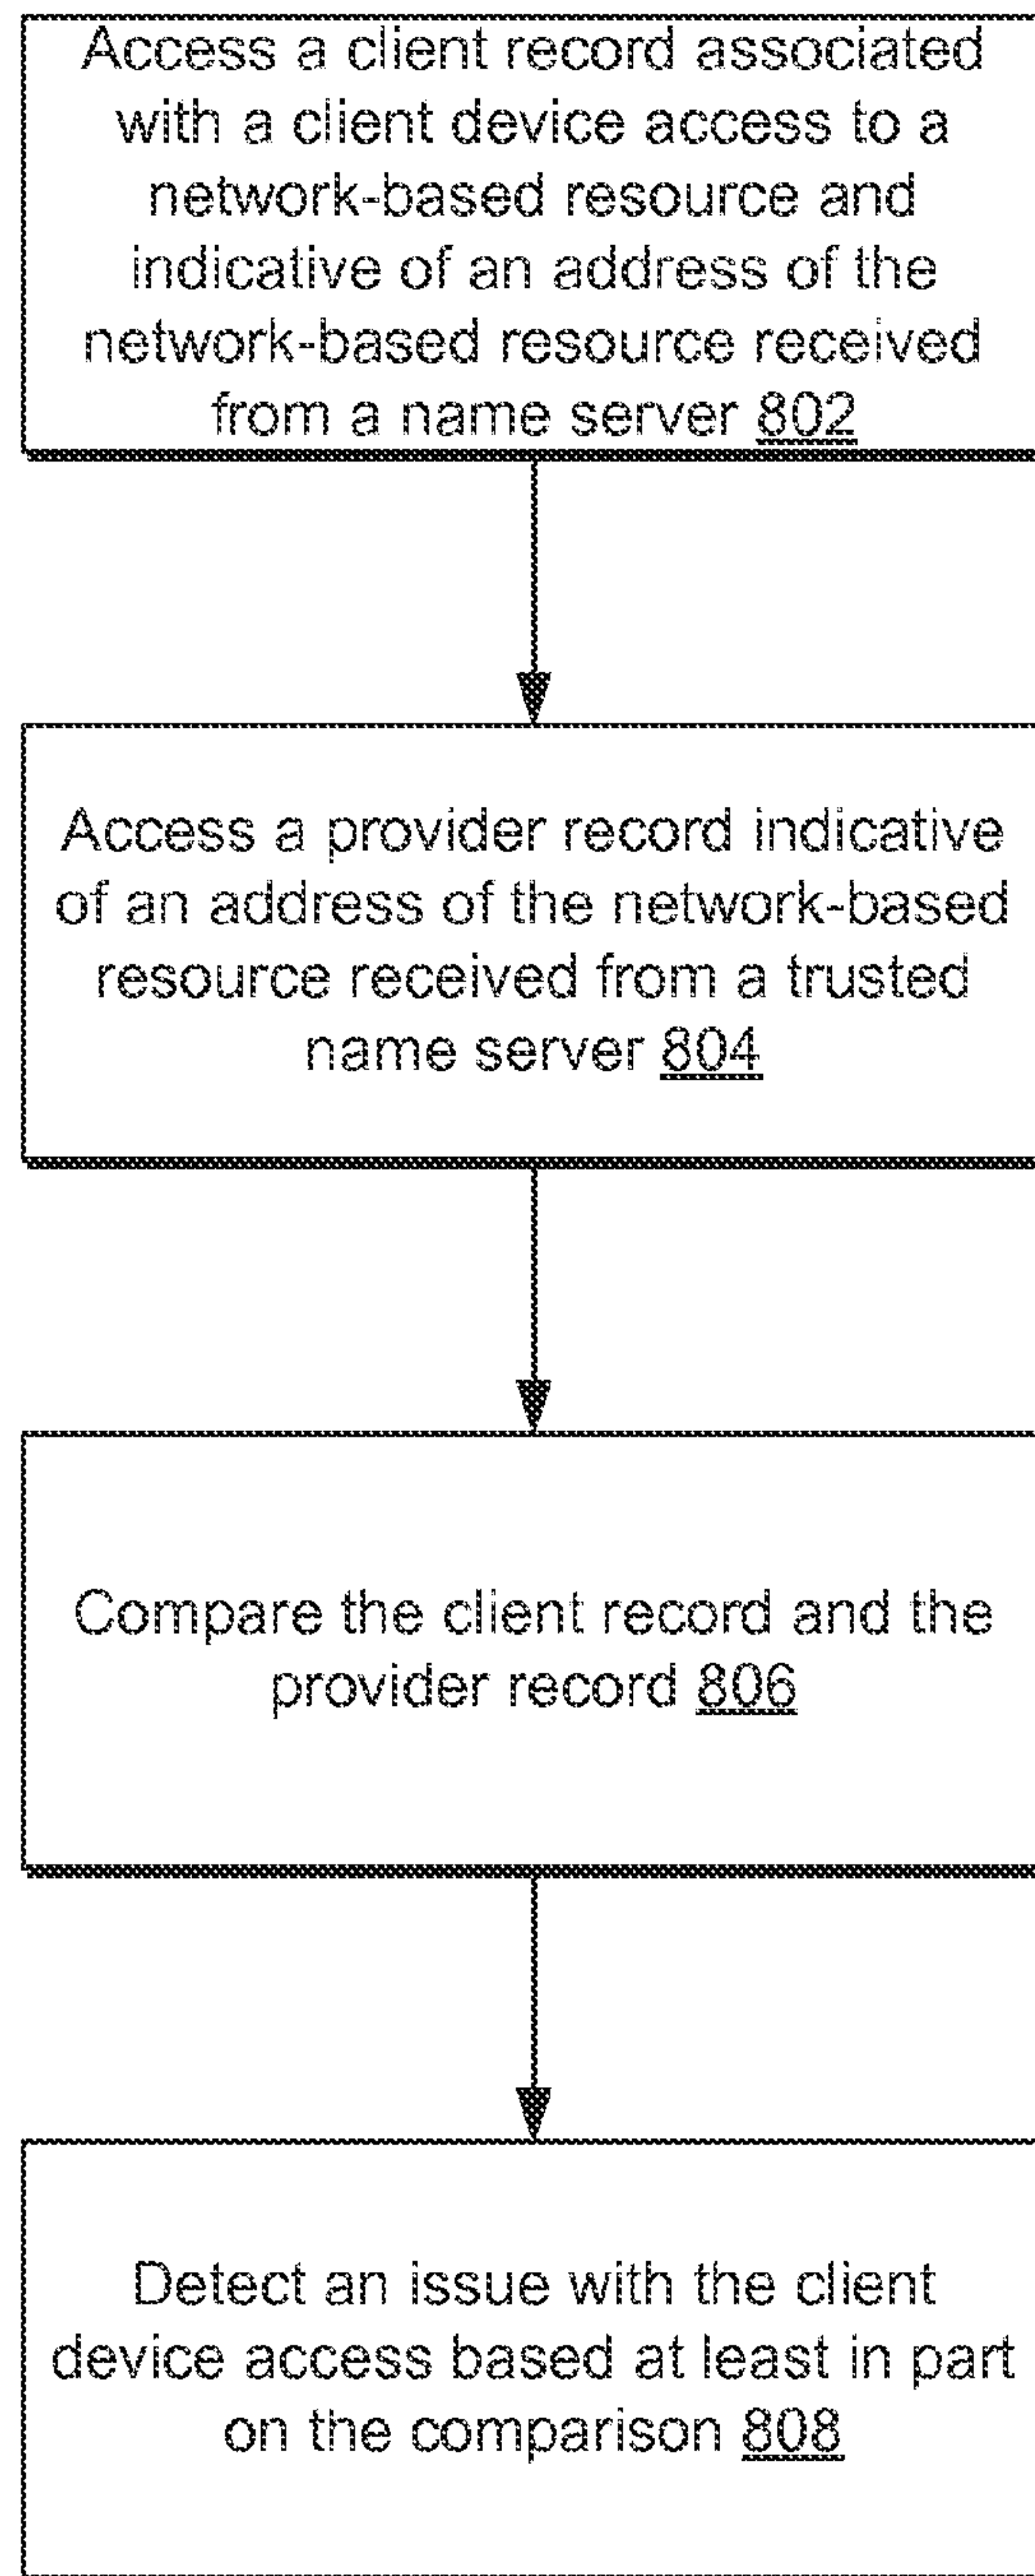 Access a client record associated
with a client device access to a
network-based resource and
indicative of an address of the
network-based resource received
from a name server 802
Access a provider record indicative
of an address of the network-based
resource received from a trusted
name server 804
Compare the client record and the
provider record 806
Detect an issue with the client
device access based at least in part
on the comparison 808